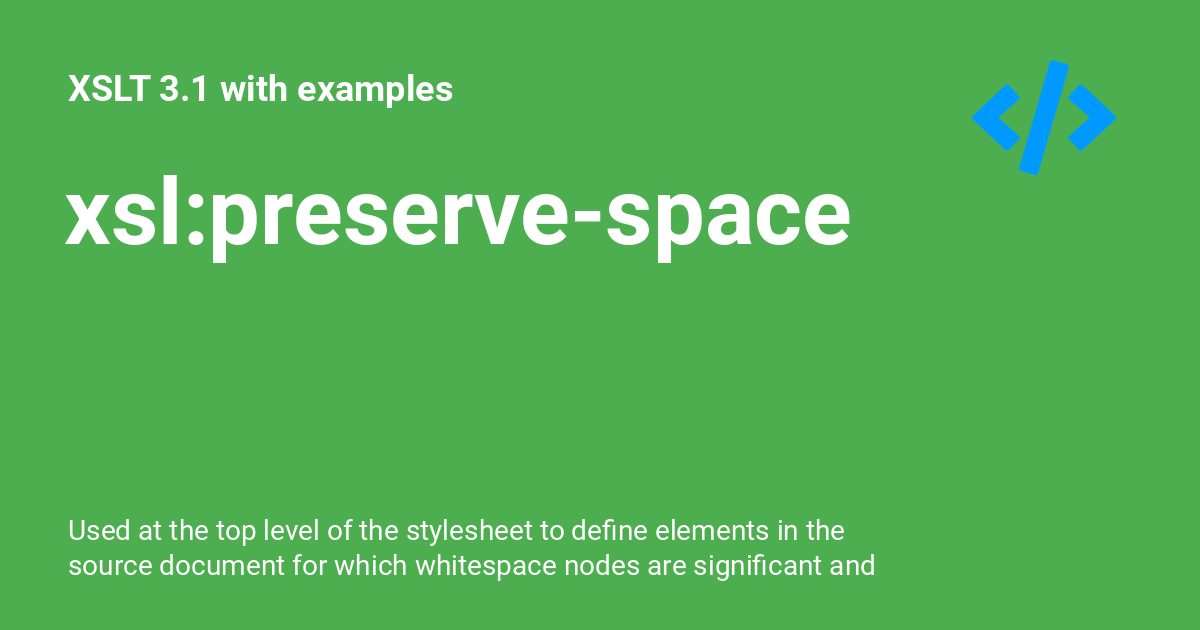 XSLT 3.1 with examples
xsl:preserve-space
Used at the top level of the stylesheet to define elements in the
source document for which whitespace nodes are significant and